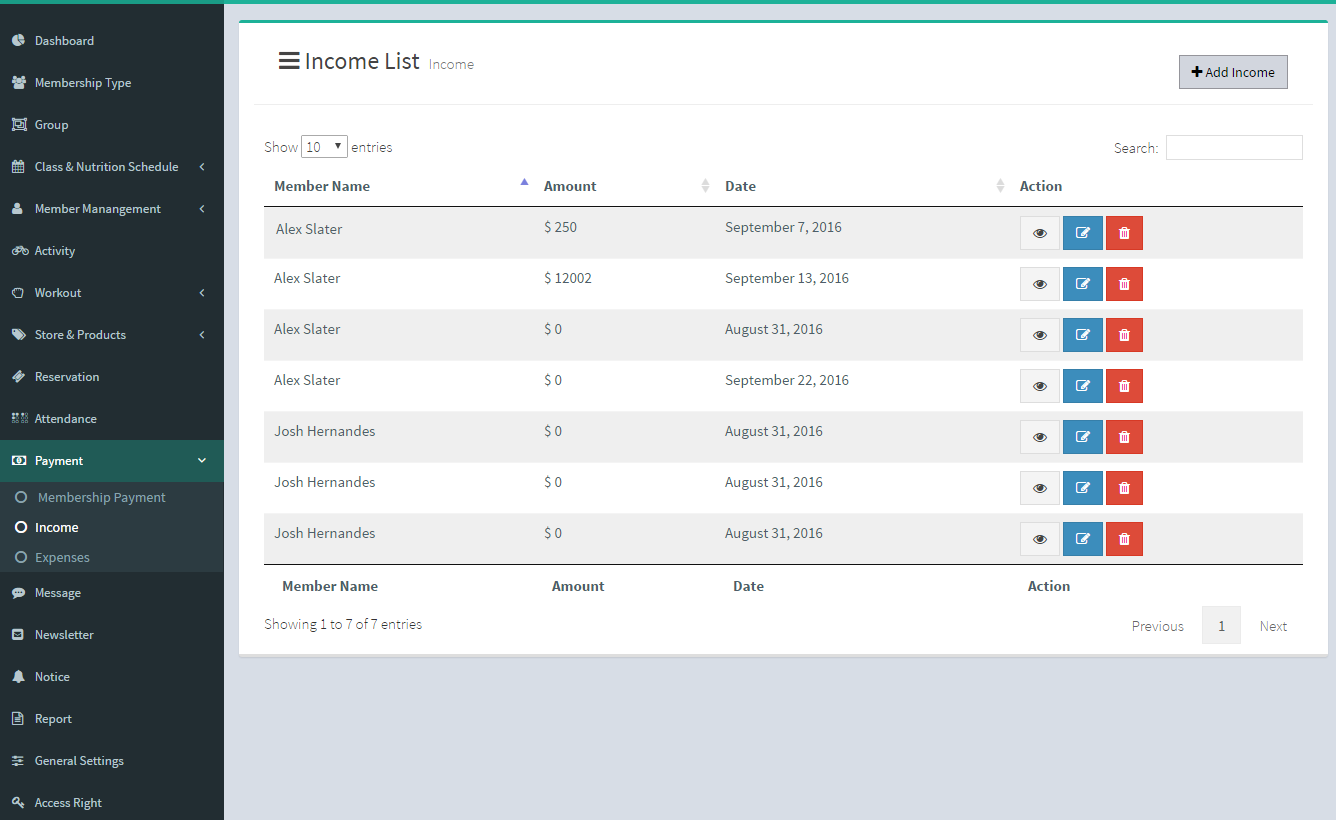 Dashboard
Membership Type
Group
Class & Nutrition Schedule
Member Manangement
Activity
Workout
Store & Products
Reservation
Attendance
Payment
Membership Payment
Income
Expenses
Message
Newsletter
Notice
Report
General Settings
Access Right
Income List Income
Add Income
Show 10 entries
Search:
Member Name Amount Date Action
Alex Slater $ 250 September 7, 2016
Alex Slater $ 12002 September 13, 2016
Alex Slater $ 0 August 31, 2016
Alex Slater $ 0 September 22, 2016
Josh Hernandes $ 0 August 31, 2016
Josh Hernandes $ 0 August 31, 2016
Josh Hernandes $ 0 August 31, 2016
Member Name Amount Date Action
Showing 1 to 7 of 7 entries
Previous 1 Next